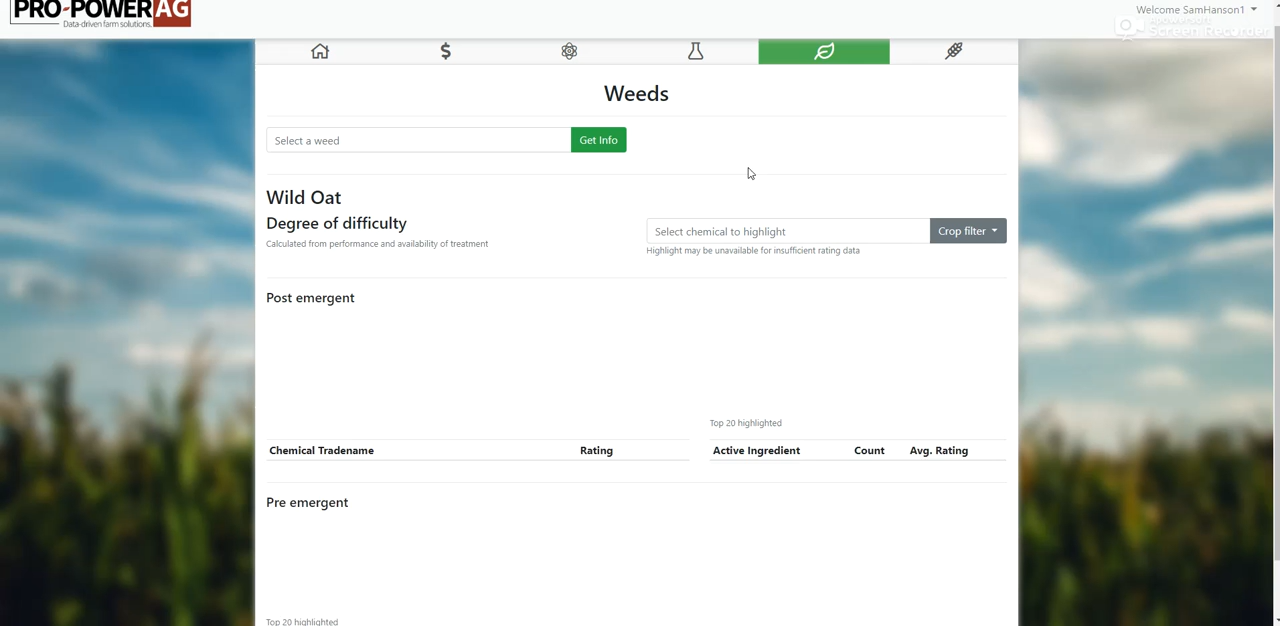 PRO-POWER AG
Data-driven farm solutions.
Welcome SamHanson1
Apowersoft
Screen Recorder
Weeds
Select a weed
Get Info
Wild Oat
Degree of difficulty
Calculated from performance and availability of treatment
Select chemical to highlight
Crop filter
Highlight may be unavailable for insufficient rating data
Post emergent
Top 20 highlighted
Chemical Tradename Rating
Active Ingredient Count Avg. Rating
Pre emergent
Top 20 highlighted